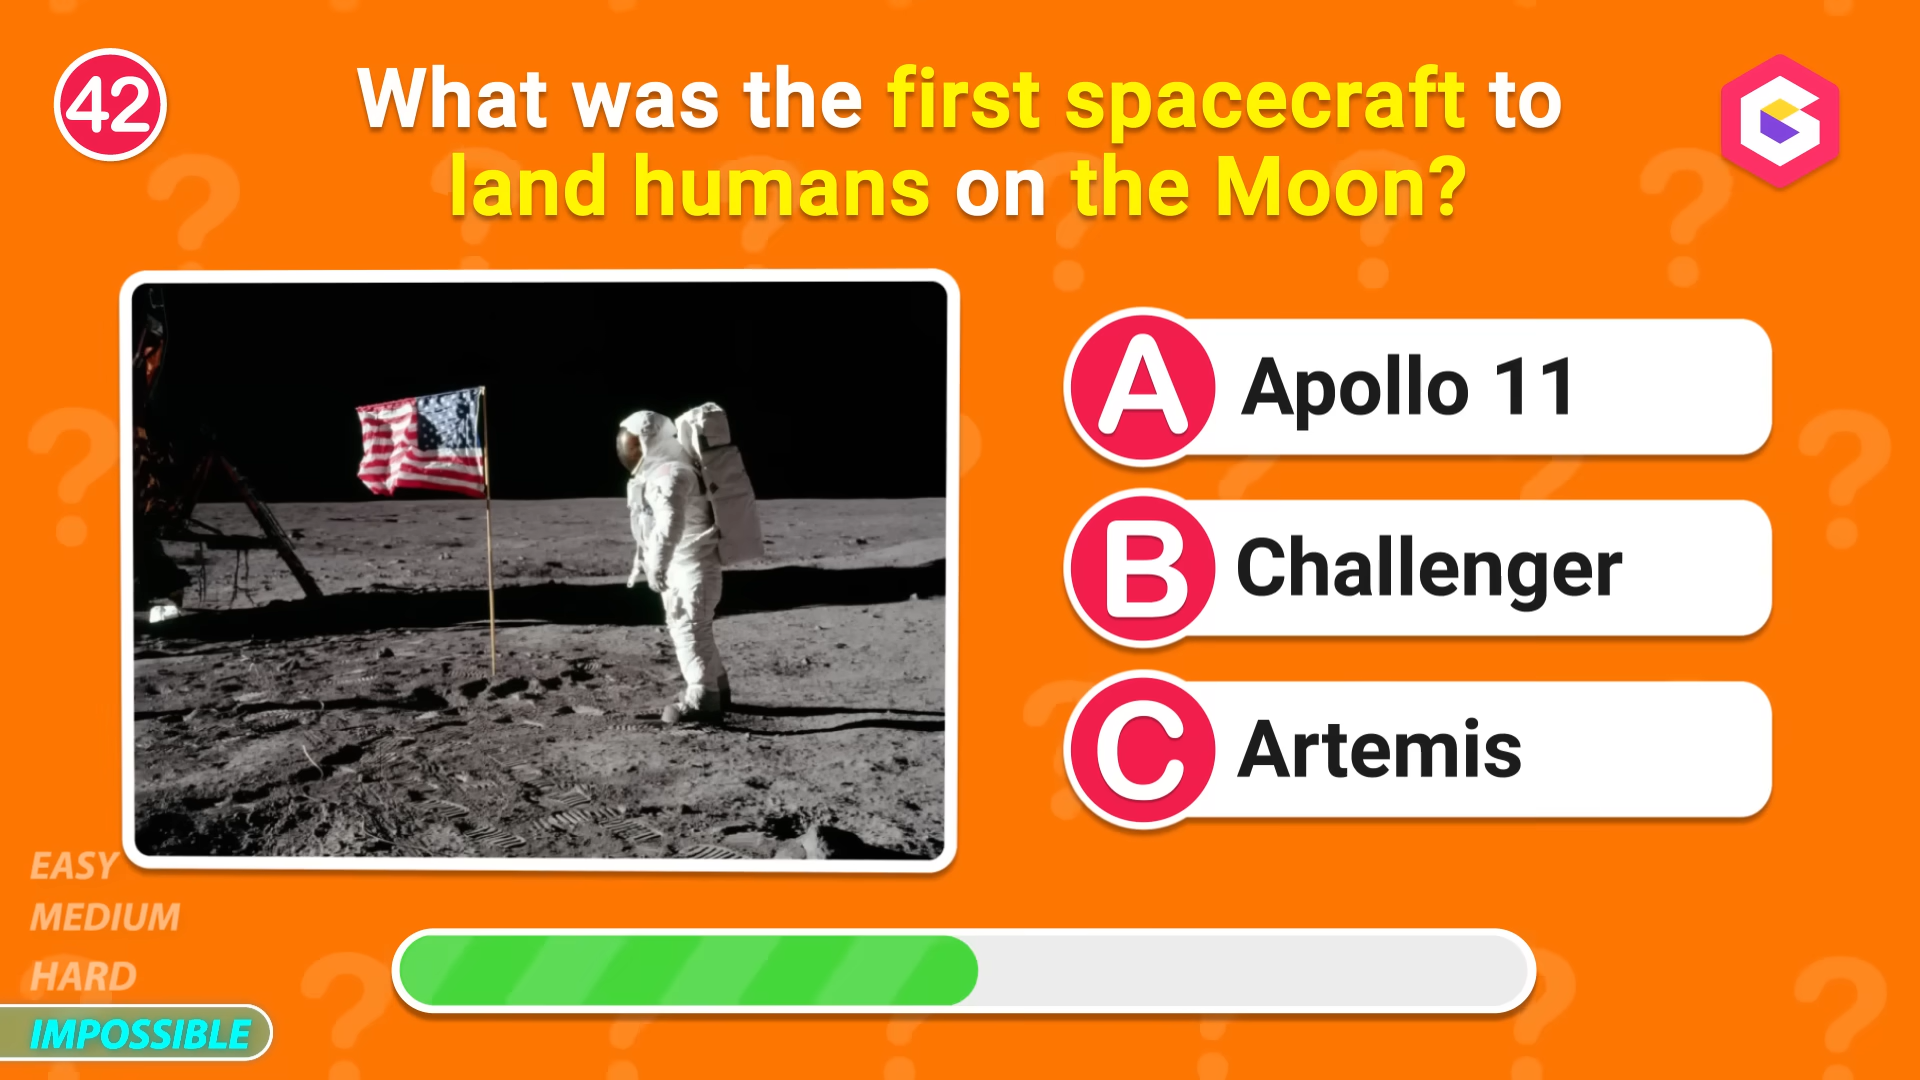 42
What was the first spacecraft to
land humans on the Moon?
A Apollo 11
B Challenger
C Artemis
EASY
MEDIUM
HARD
IMPOSSIBLE